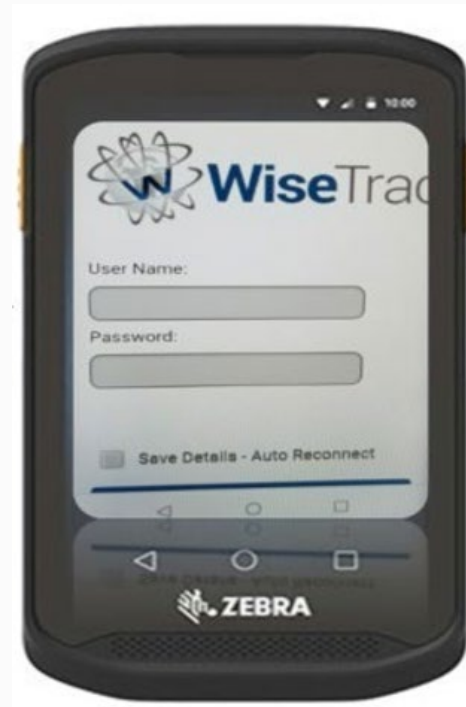 10:00
WiseTrac
User Name:
Password:
Save Details - Auto Reconnect
ZEBRA